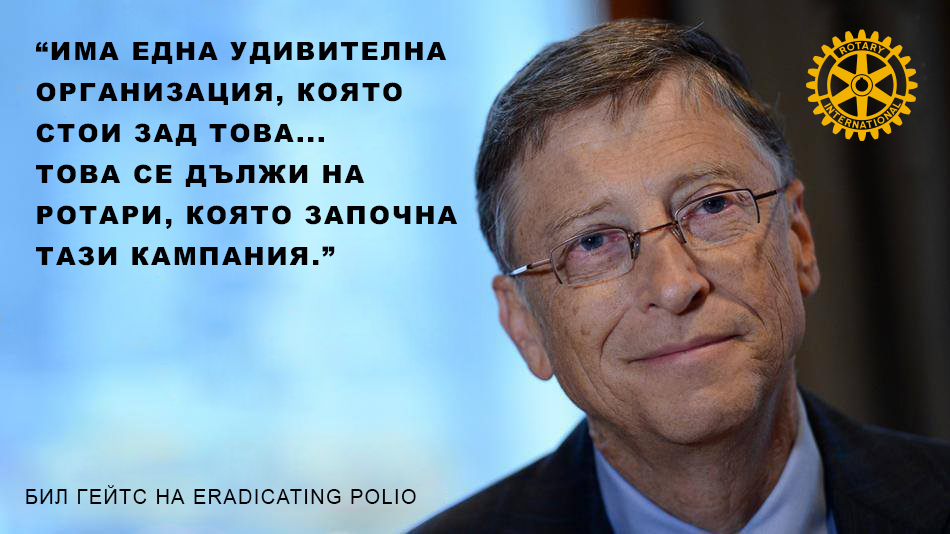 “ИМА ЕДНА УДИВИТЕЛНА
ОРГАНИЗАЦИЯ, КОЯТО
СТОИ ЗАД ТОВА...
ТОВА СЕ ДЪЛЖИ НА
РОТАРИ, КОЯТО ЗАПОЧНА
ТАЗИ КАМПАНИЯ.”
ROTARY
INTERNATIONAL
БИЛ ГЕЙТС НА ERADICATING POLIO